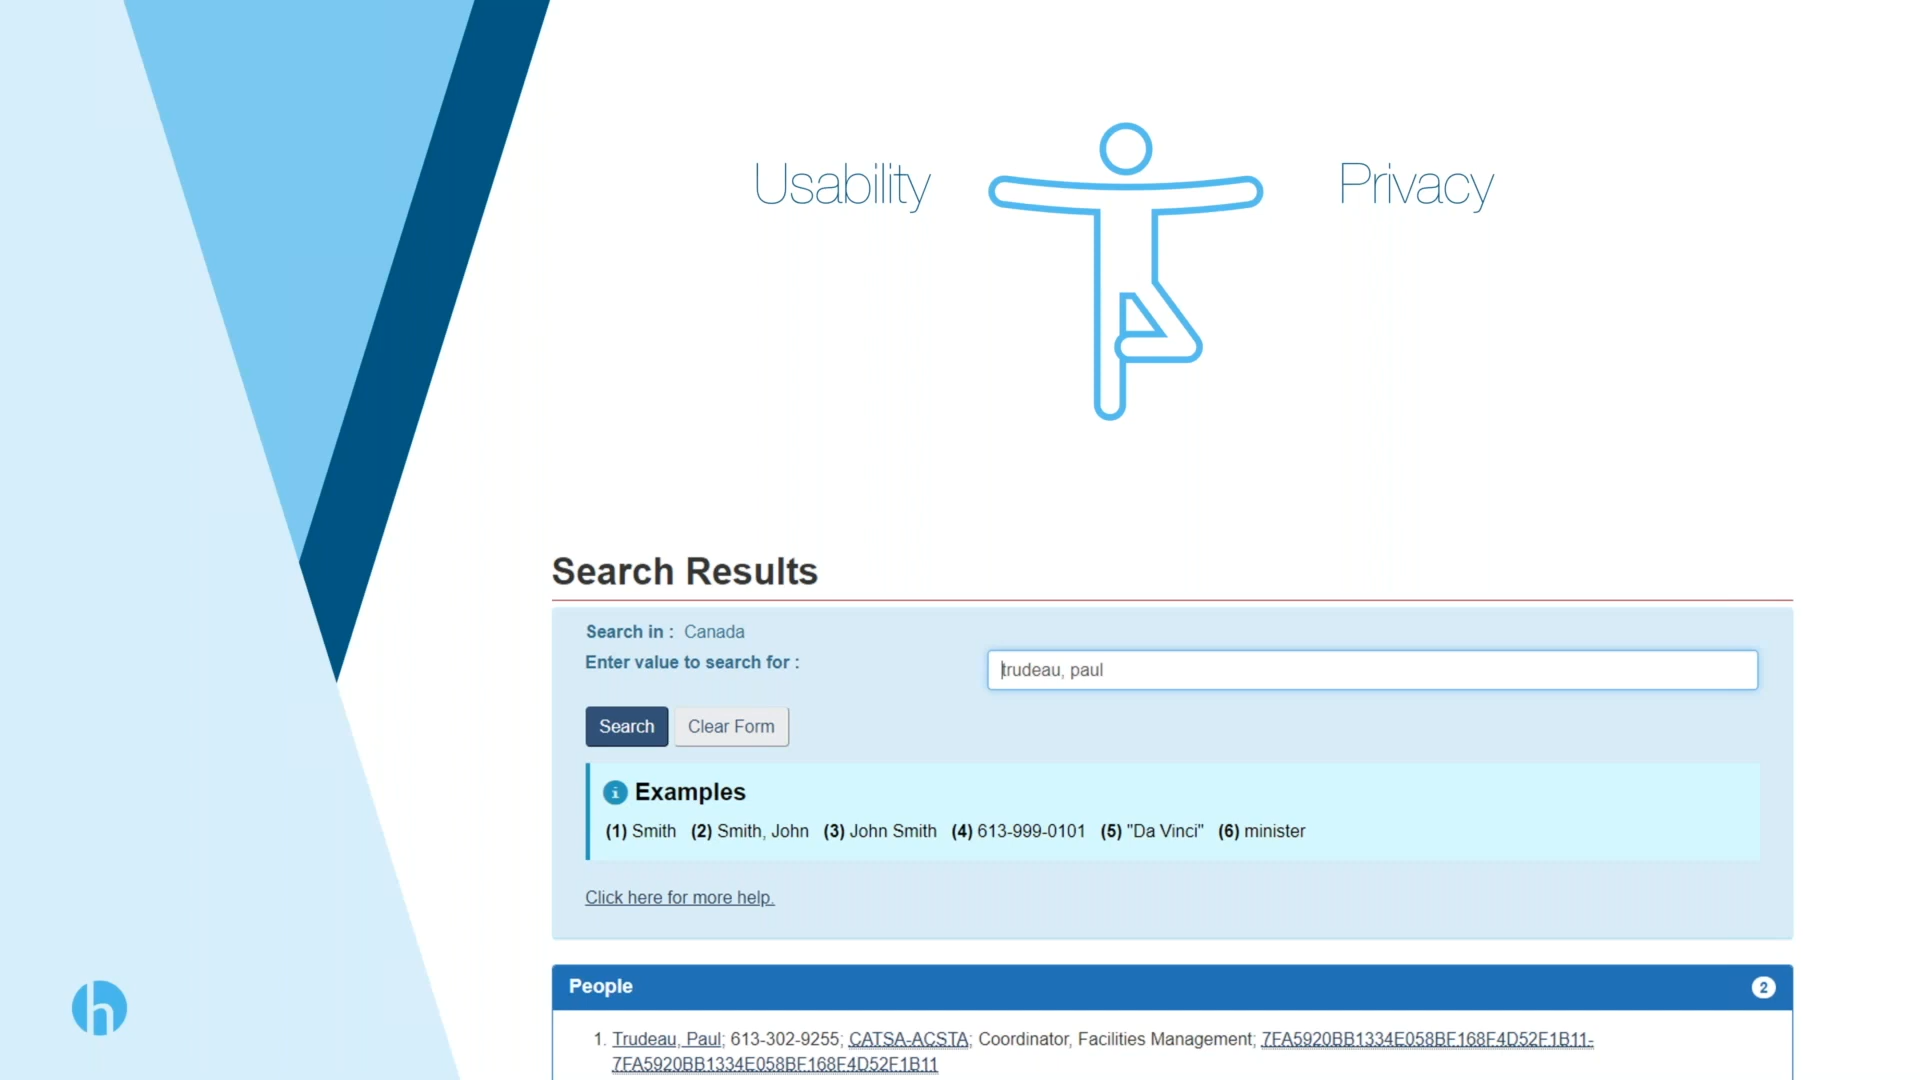 Usability
Privacy
Search Results
Search in : Canada
Enter value to search for :
trudeau, paul
Search
Clear Form
i Examples
(1) Smith (2) Smith, John (3) John Smith (4) 613-999-0101 (5) "Da Vinci" (6) minister
Click here for more help.
People
2
1. Trudeau, Paul; 613-302-9255; CATSA-ACSTA; Coordinator, Facilities Management; 7FA5920BB1334E058BF168F4D52F1B11-
7FA5920BB1334E058BF168F4D52F1B11
h